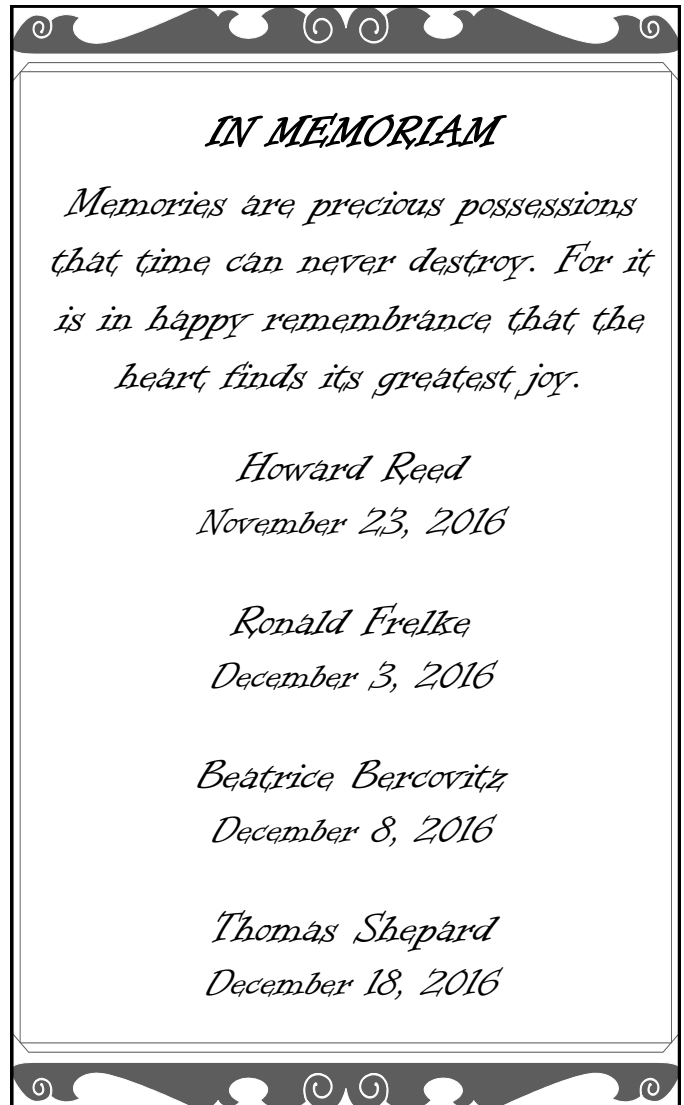 IN MEMORIAM
Memories are precious possessions
that time can never destroy. For it
is in happy remembrance that the
heart finds its greatest joy.
Howard Reed
November 23, 2016
Ronald Frelke
December 3, 2016
Beatrice Bercovitz
December 8, 2016
Thomas Shepard
December 18, 2016